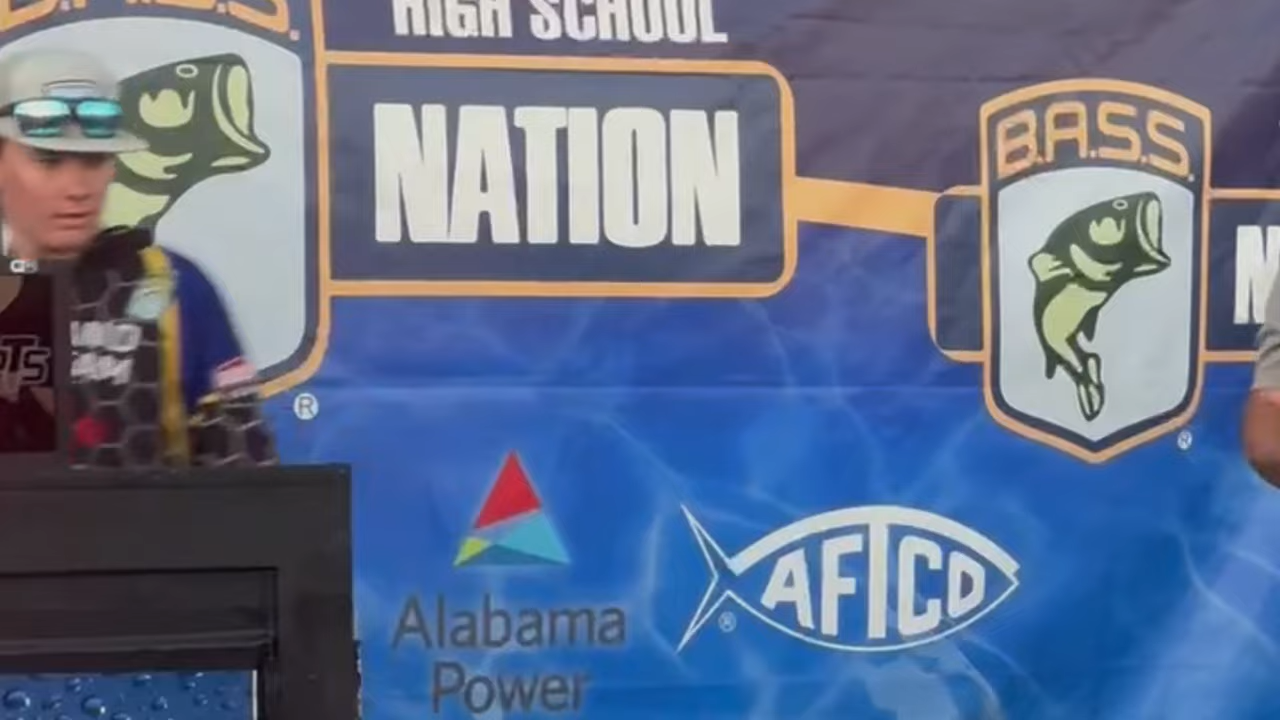 B.A.S.S.
HIGH SCHOOL
NATION
B.A.S.S.
N
®
®
Alabama
Power
AFTCO
®